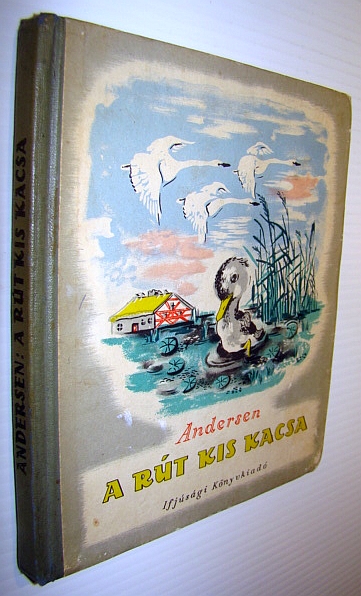 ANDERSEN: A RÚT KIS KACSA
Andersen
A RÚT KIS KACSA
Ifjúsági Könyvkiadó